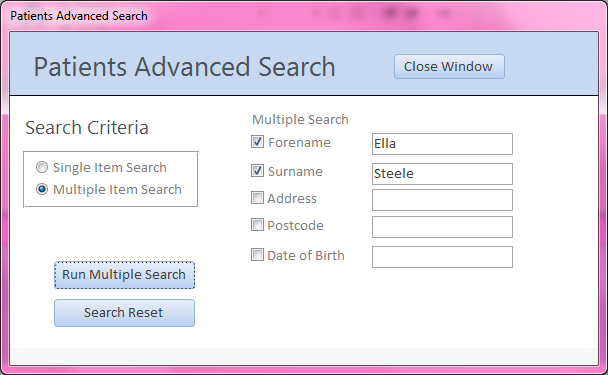 Patients Advanced Search
Patients Advanced Search
Close Window
Search Criteria
Single Item Search
Multiple Item Search
Multiple Search
Forename Ella
Surname Steele
Address
Postcode
Date of Birth
Run Multiple Search
Search Reset